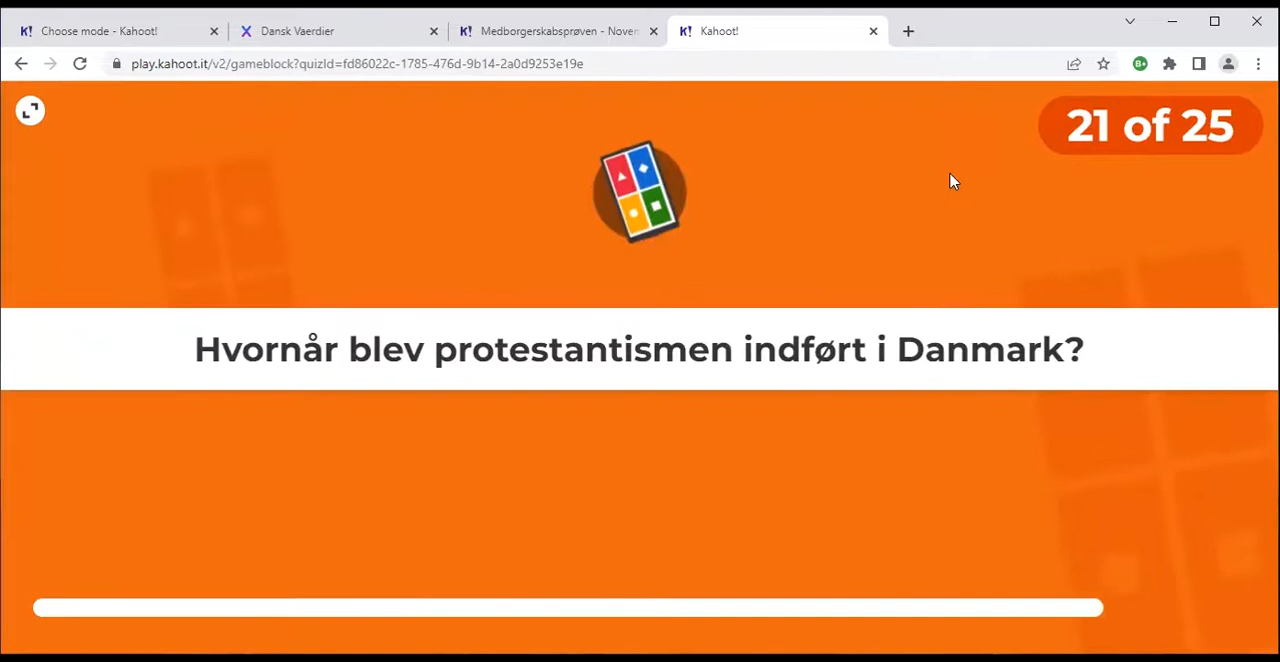 K! Choose mode - Kahoot!
Dansk Vaerdier
K! Medborgerskabsprøven - Noven
K! Kahoot!
play.kahoot.it/v2/gameblock?quizId=fd86022c-1785-476d-9b14-2a0d9253e19e
B+
21 of 25
Hvornår blev protestantismen indført i Danmark?